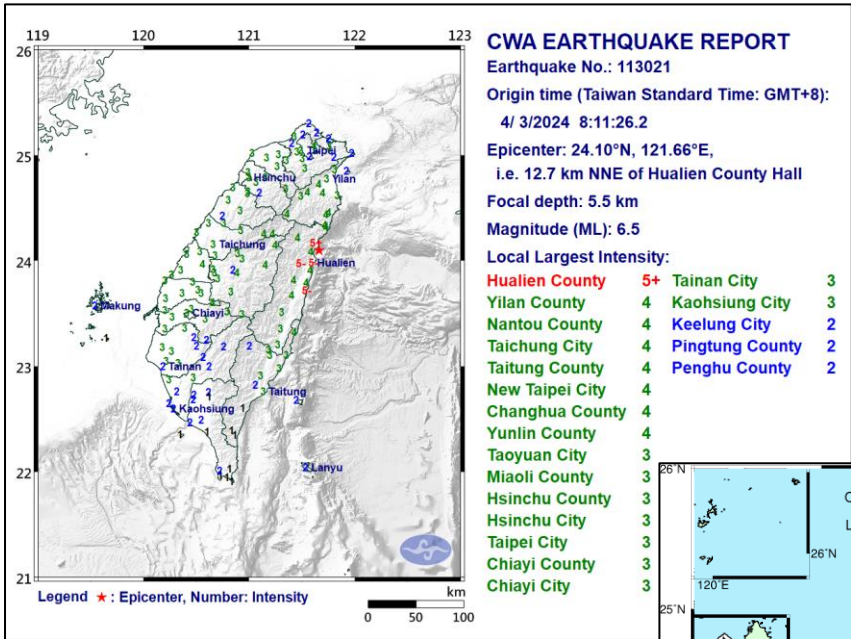 119 120 121 122 123
26
25
24
23
22
21
Taipei
Hsinchu
Yilan
Taichung
Hualien
Makung
Chiayi
Tainan
Taitung
Kaohsiung
Lanyu
Legend ★ : Epicenter, Number: Intensity
km
0 50 100
CWA EARTHQUAKE REPORT
Earthquake No.: 113021
Origin time (Taiwan Standard Time: GMT+8):
4/ 3/2024 8:11:26.2
Epicenter: 24.10°N, 121.66°E,
i.e. 12.7 km NNE of Hualien County Hall
Focal depth: 5.5 km
Magnitude (ML): 6.5
Local Largest Intensity:
Hualien County 5+ Tainan City 3
Yilan County 4 Kaohsiung City 3
Nantou County 4 Keelung City 2
Taichung City 4 Pingtung County 2
Taitung County 4 Penghu County 2
New Taipei City 4
Changhua County 4
Yunlin County 4
Taoyuan City 3
Miaoli County 3
Hsinchu County 3
Hsinchu City 3
Taipei City 3
Chiayi County 3
Chiayi City 3
26°N
26°N
120°E
25°N